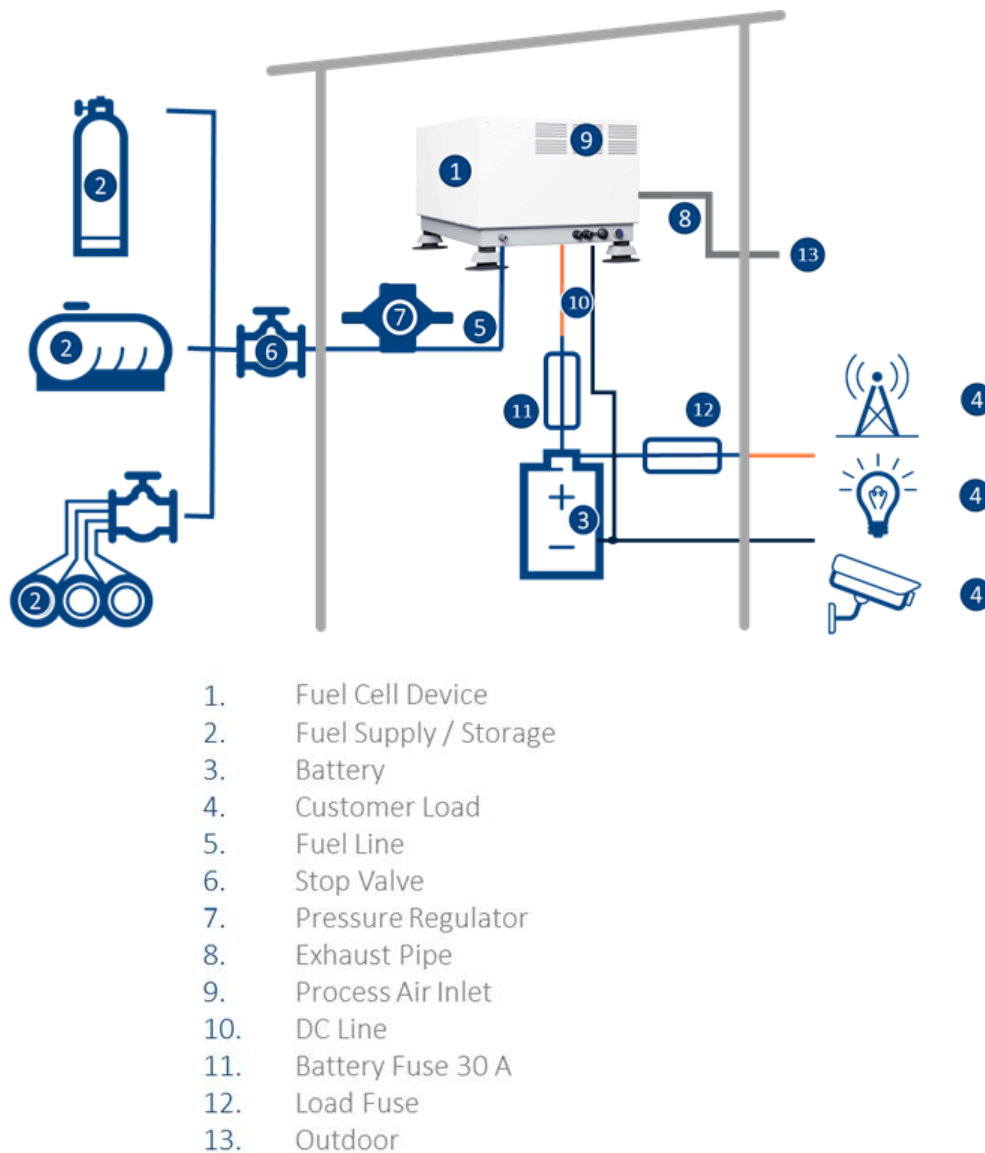 2
9
1
8
13
2
7
5
10
6
4
11
12
4
3
2
4
1. Fuel Cell Device
2. Fuel Supply / Storage
3. Battery
4. Customer Load
5. Fuel Line
6. Stop Valve
7. Pressure Regulator
8. Exhaust Pipe
9. Process Air Inlet
10. DC Line
11. Battery Fuse 30 A
12. Load Fuse
13. Outdoor